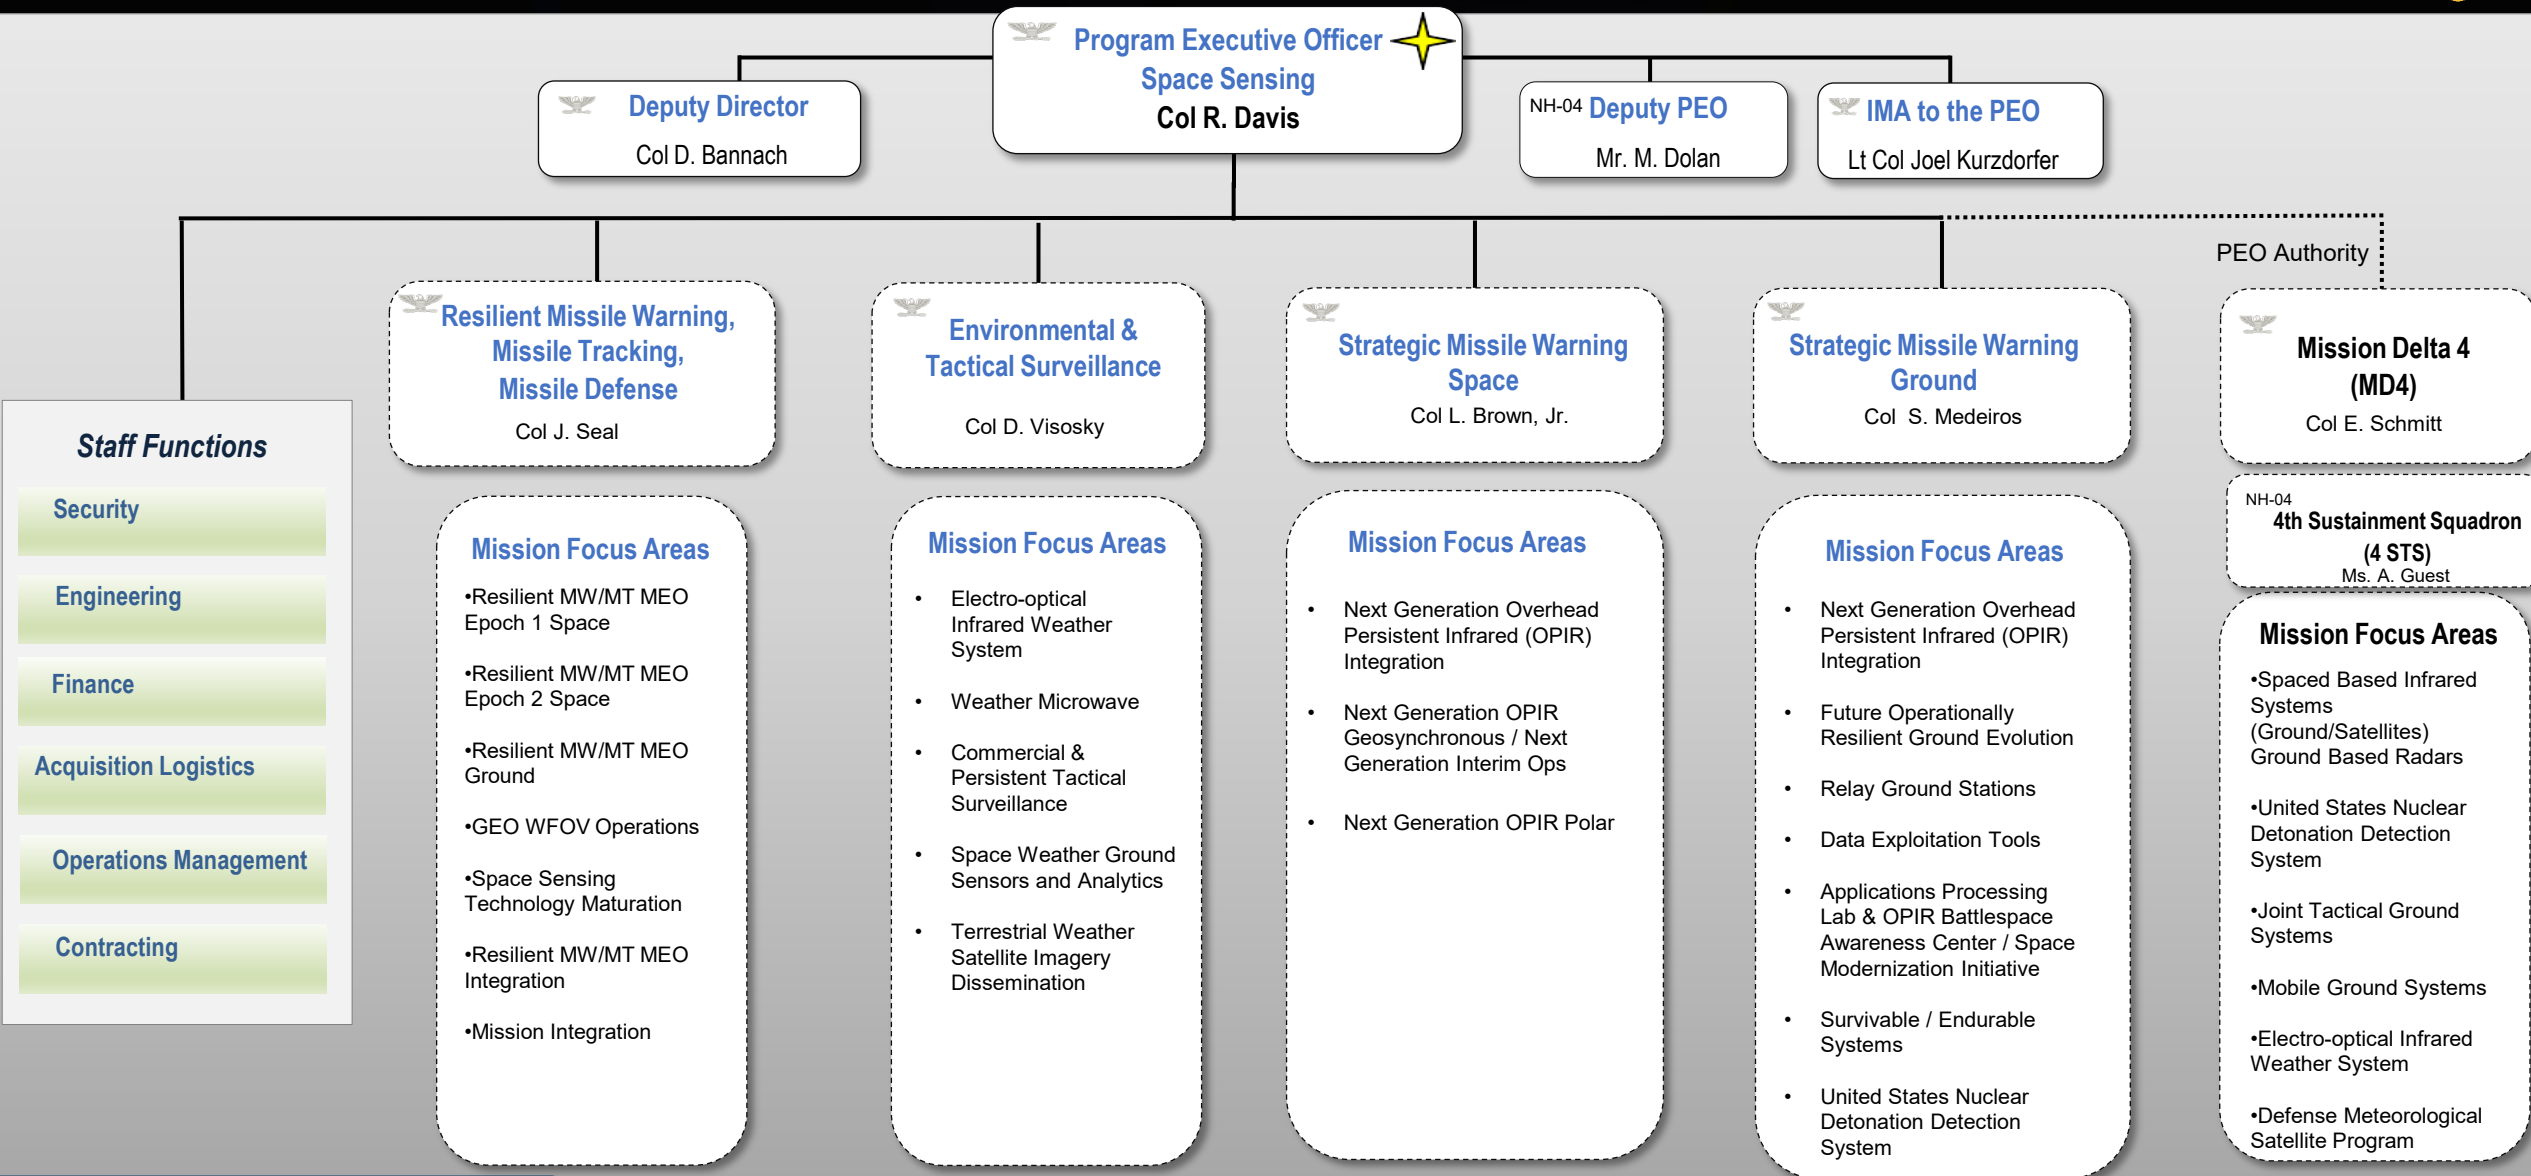 Program Executive Officer
Space Sensing
Col R. Davis
Deputy Director
Col D. Bannach
NH-04 Deputy PEO
Mr. M. Dolan
IMA to the PEO
Lt Col Joel Kurzdorfer
PEO Authority
Staff Functions
Security
Engineering
Finance
Acquisition Logistics
Operations Management
Contracting
Resilient Missile Warning,
Missile Tracking,
Missile Defense
Col J. Seal
Mission Focus Areas
•Resilient MW/MT MEO
Epoch 1 Space
•Resilient MW/MT MEO
Epoch 2 Space
•Resilient MW/MT MEO
Ground
•GEO WFOV Operations
•Space Sensing
Technology Maturation
•Resilient MW/MT MEO
Integration
•Mission Integration
Environmental &
Tactical Surveillance
Col D. Visosky
Mission Focus Areas
• Electro-optical
Infrared Weather
System
• Weather Microwave
• Commercial &
Persistent Tactical
Surveillance
• Space Weather Ground
Sensors and Analytics
• Terrestrial Weather
Satellite Imagery
Dissemination
Strategic Missile Warning
Space
Col L. Brown, Jr.
Mission Focus Areas
• Next Generation Overhead
Persistent Infrared (OPIR)
Integration
• Next Generation OPIR
Geosynchronous / Next
Generation Interim Ops
• Next Generation OPIR Polar
Strategic Missile Warning
Ground
Col S. Medeiros
Mission Focus Areas
• Next Generation Overhead
Persistent Infrared (OPIR)
Integration
• Future Operationally
Resilient Ground Evolution
• Relay Ground Stations
• Data Exploitation Tools
• Applications Processing
Lab & OPIR Battlespace
Awareness Center / Space
Modernization Initiative
• Survivable / Endurable
Systems
• United States Nuclear
Detonation Detection
System
Mission Delta 4
(MD4)
Col E. Schmitt
NH-04
4th Sustainment Squadron
(4 STS)
Ms. A. Guest
Mission Focus Areas
•Spaced Based Infrared
Systems
(Ground/Satellites)
Ground Based Radars
•United States Nuclear
Detonation Detection
System
•Joint Tactical Ground
Systems
•Mobile Ground Systems
•Electro-optical Infrared
Weather System
•Defense Meteorological
Satellite Program